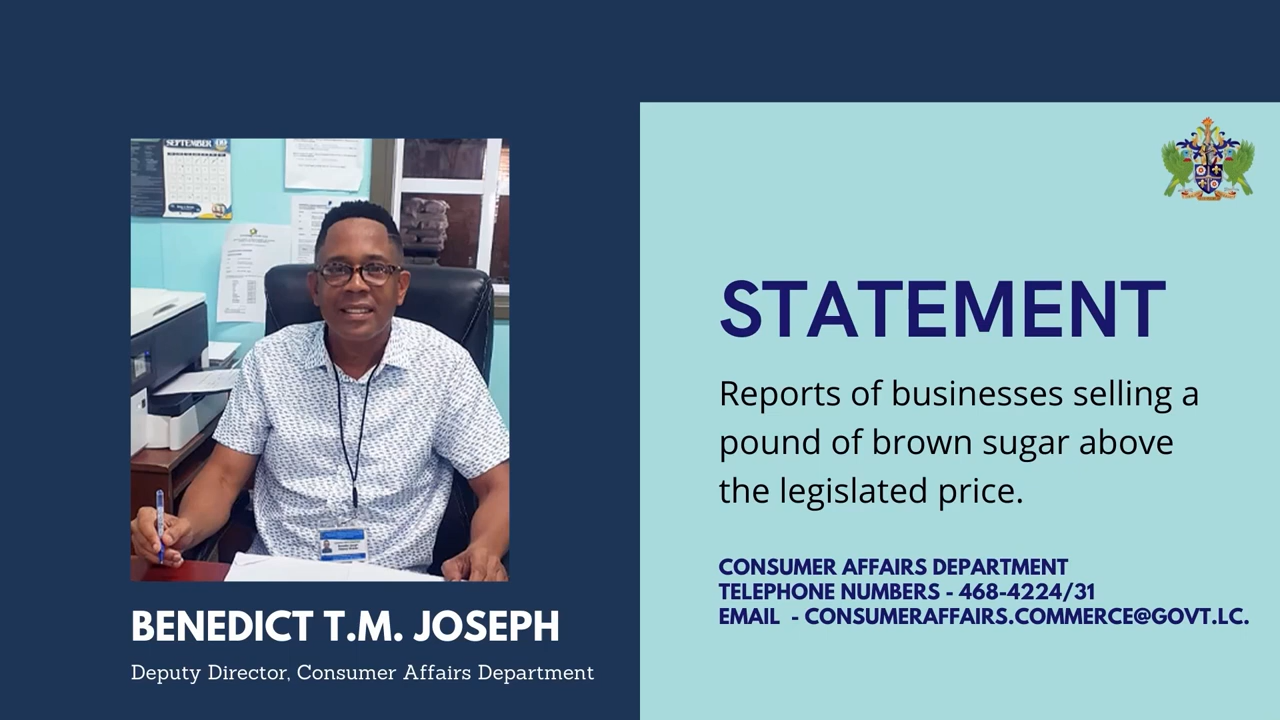 SEPTEMBER
BENEDICT T.M. JOSEPH
Deputy Director, Consumer Affairs Department
STATEMENT
Reports of businesses selling a
pound of brown sugar above
the legislated price.
CONSUMER AFFAIRS DEPARTMENT
TELEPHONE NUMBERS - 468-4224/31
EMAIL - CONSUMERAFFAIRS.COMMERCE@GOVT.LC.